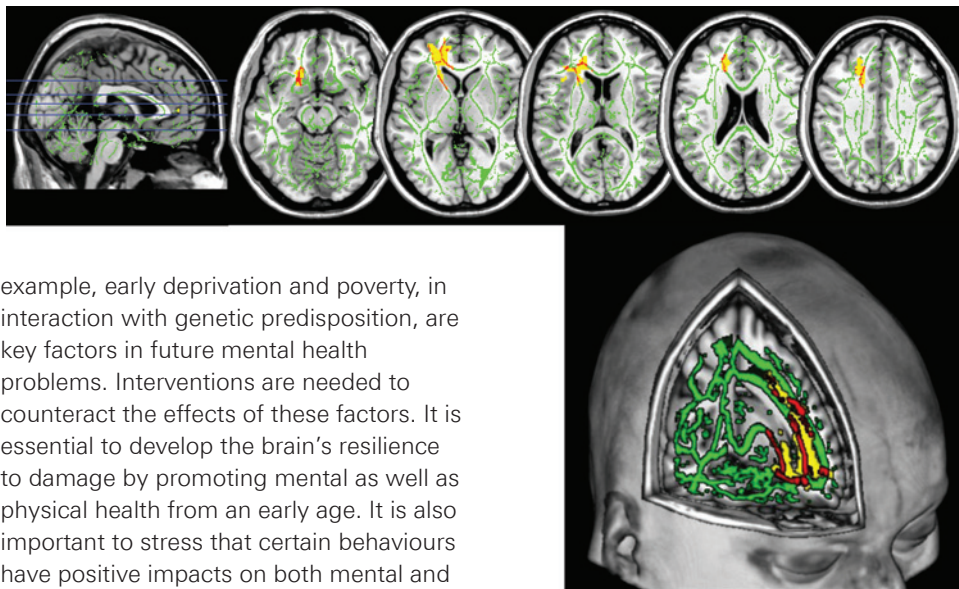 example, early deprivation and poverty, in
interaction with genetic predisposition, are
key factors in future mental health
problems. Interventions are needed to
counteract the effects of these factors. It is
essential to develop the brain’s resilience
to damage by promoting mental as well as
physical health from an early age. It is also
important to stress that certain behaviours
have positive impacts on both mental and